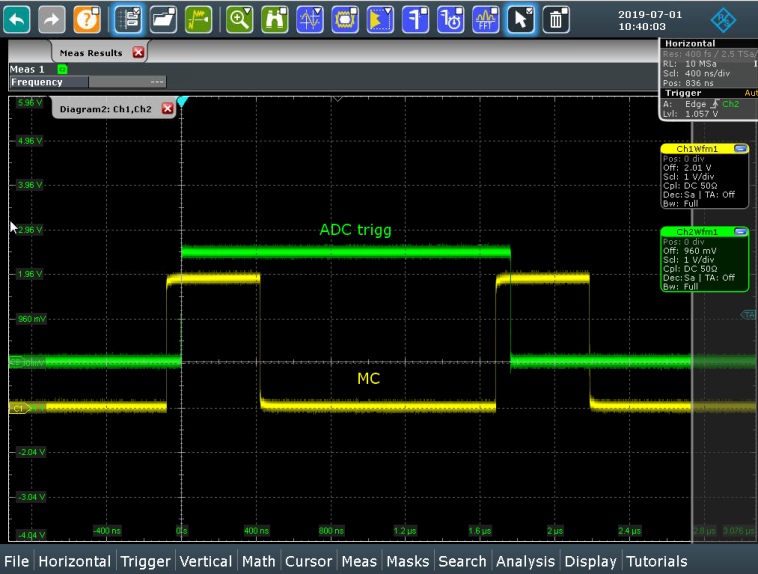 2019-07-01
10:40:03
FFT
Meas Results
Meas 1
Frequency
---
Horizontal
Res: 400 fs / 2.5 TSa/
RL: 10 MSa
Scl: 400 ns/div
Pos: 836 ns
Trigger
Aut
A: Edge Ch2
Lvl: 1.057 V
Diagram2: Ch1,Ch2
5.96 V
4.96 V
3.96 V
2.96 V
1.96 V
960 mV
-2.04 V
-3.04 V
-4.04 V
ADC trigg
MC
C1
TA
Ch1Wfm1
Pos: 0 div
Off: 2.01 V
Scl: 1 V/div
Cpl: DC 50Ω
Dec:Sa | TA: Off
Bw: Full
Ch2Wfm1
Pos: 0 div
Off: 960 mV
Scl: 1 V/div
Cpl: DC 50Ω
Dec:Sa | TA: Off
Bw: Full
-400 ns
0 s
400 ns
800 ns
1.2 µs
1.6 µs
2 µs
2.4 µs
2.8 µs
3.076 µs
File Horizontal Trigger Vertical Math Cursor Meas Masks Search Analysis Display Tutorials